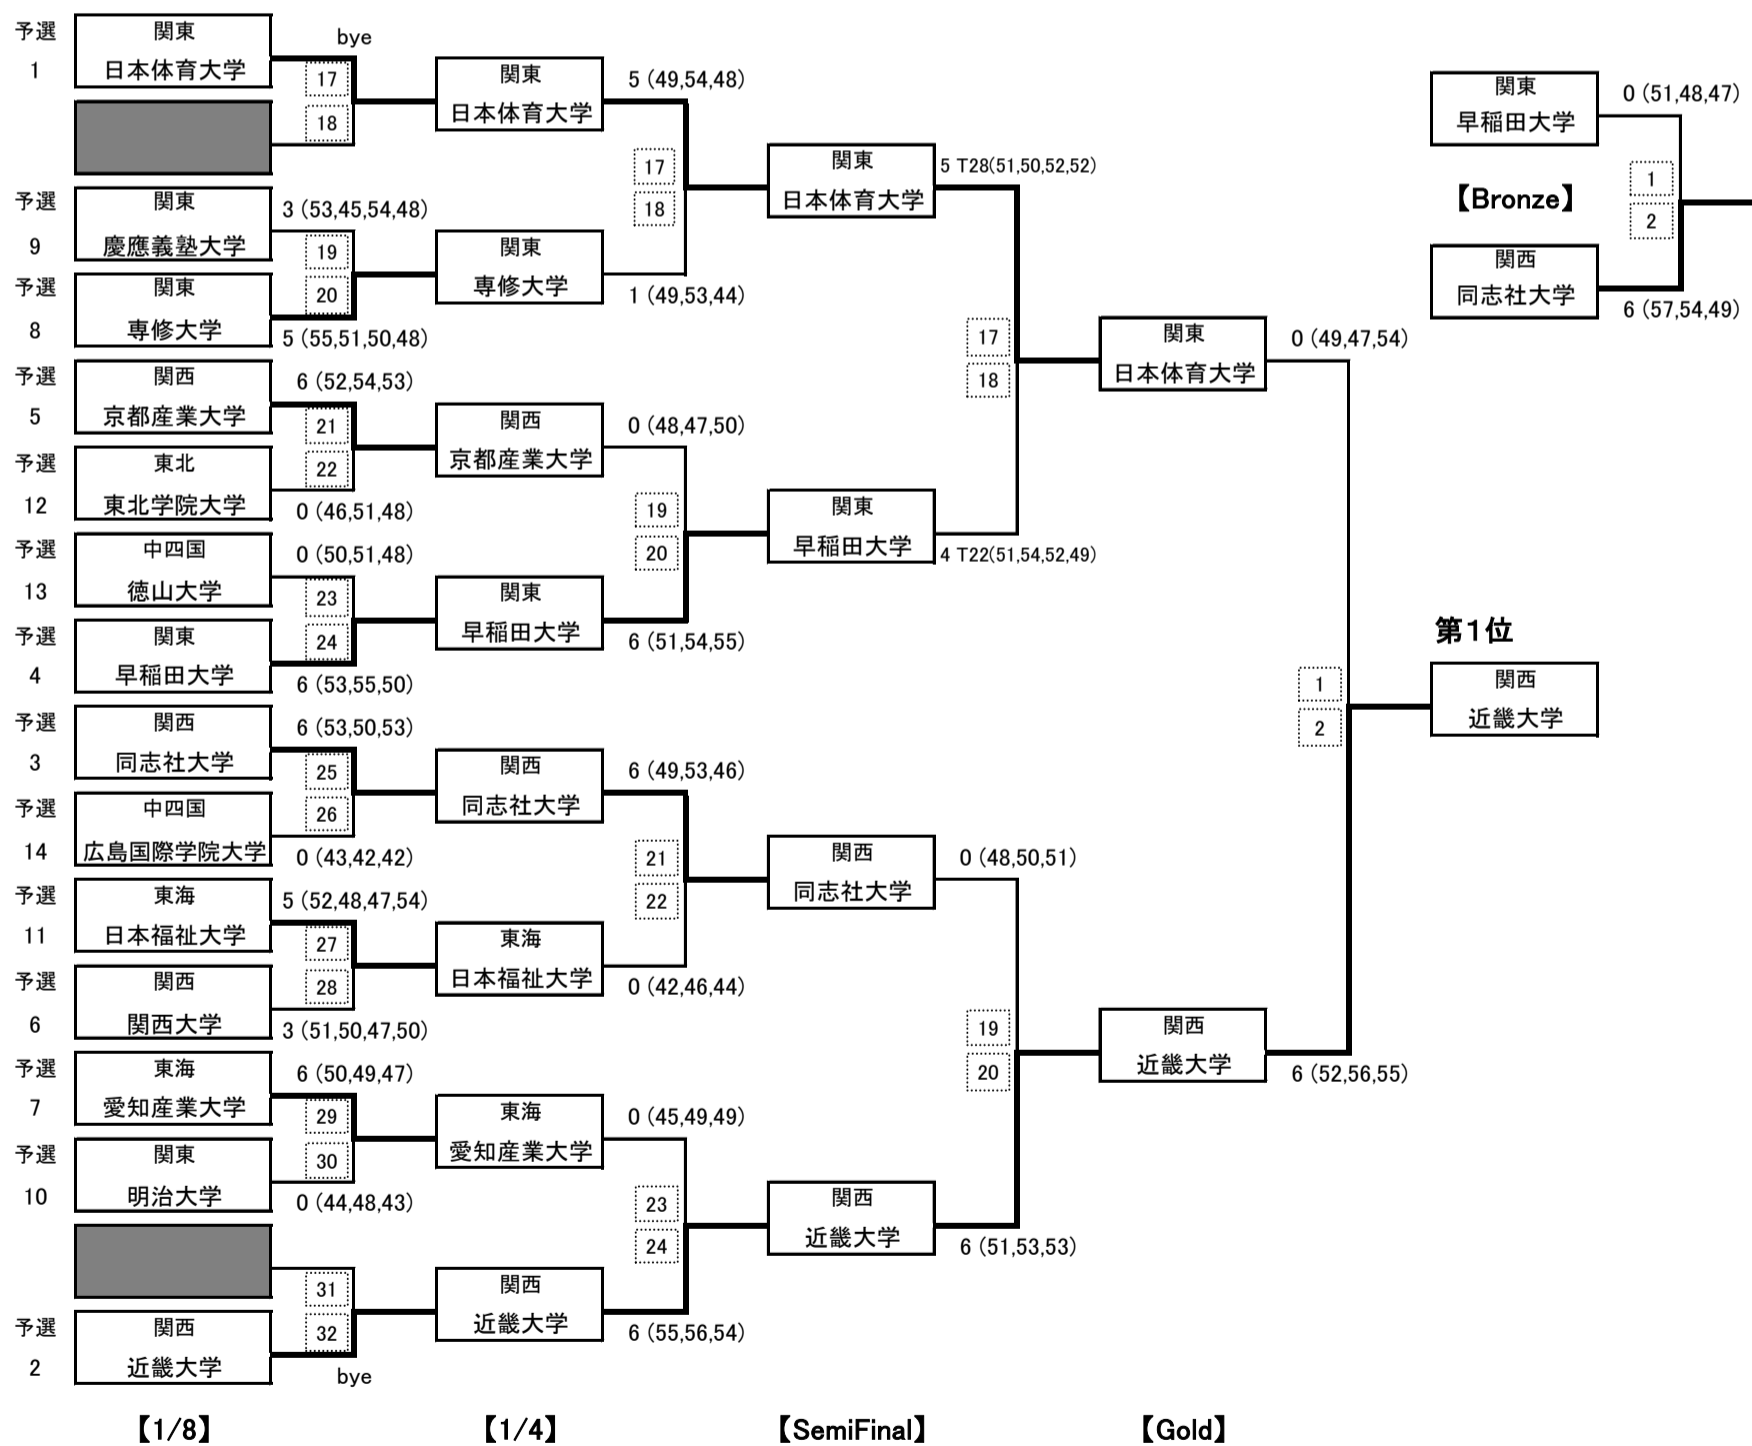 予選
1
関東
日本体育大学
bye
17
18
予選
9
関東
慶應義塾大学
3 (53,45,54,48)
19
20
予選
8
関東
専修大学
5 (55,51,50,48)
予選
5
関西
京都産業大学
6 (52,54,53)
21
22
予選
12
東北
東北学院大学
0 (46,51,48)
予選
13
中四国
徳山大学
0 (50,51,48)
23
24
予選
4
関東
早稲田大学
6 (53,55,50)
予選
3
関西
同志社大学
6 (53,50,53)
25
26
予選
14
中四国
広島国際学院大学
0 (43,42,42)
予選
11
東海
日本福祉大学
5 (52,48,47,54)
27
28
予選
6
関西
関西大学
3 (51,50,47,50)
予選
7
東海
愛知産業大学
6 (50,49,47)
29
30
予選
10
関東
明治大学
0 (44,48,43)
31
32
予選
2
関西
近畿大学
bye
【1/8】
関東
日本体育大学
5 (49,54,48)
17
18
関東
専修大学
1 (49,53,44)
関西
京都産業大学
0 (48,47,50)
19
20
関東
早稲田大学
6 (51,54,55)
関西
同志社大学
6 (49,53,46)
21
22
東海
日本福祉大学
0 (42,46,44)
東海
愛知産業大学
0 (45,49,49)
23
24
関西
近畿大学
6 (55,56,54)
【1/4】
関東
日本体育大学
5 T28(51,50,52,52)
17
18
関東
早稲田大学
4 T22(51,54,52,49)
関西
同志社大学
0 (48,50,51)
19
20
関西
近畿大学
6 (51,53,53)
【SemiFinal】
関東
日本体育大学
0 (49,47,54)
1
2
関西
近畿大学
6 (52,56,55)
【Gold】
関東
早稲田大学
0 (51,48,47)
【Bronze】
1
2
関西
同志社大学
6 (57,54,49)
第1位
関西
近畿大学